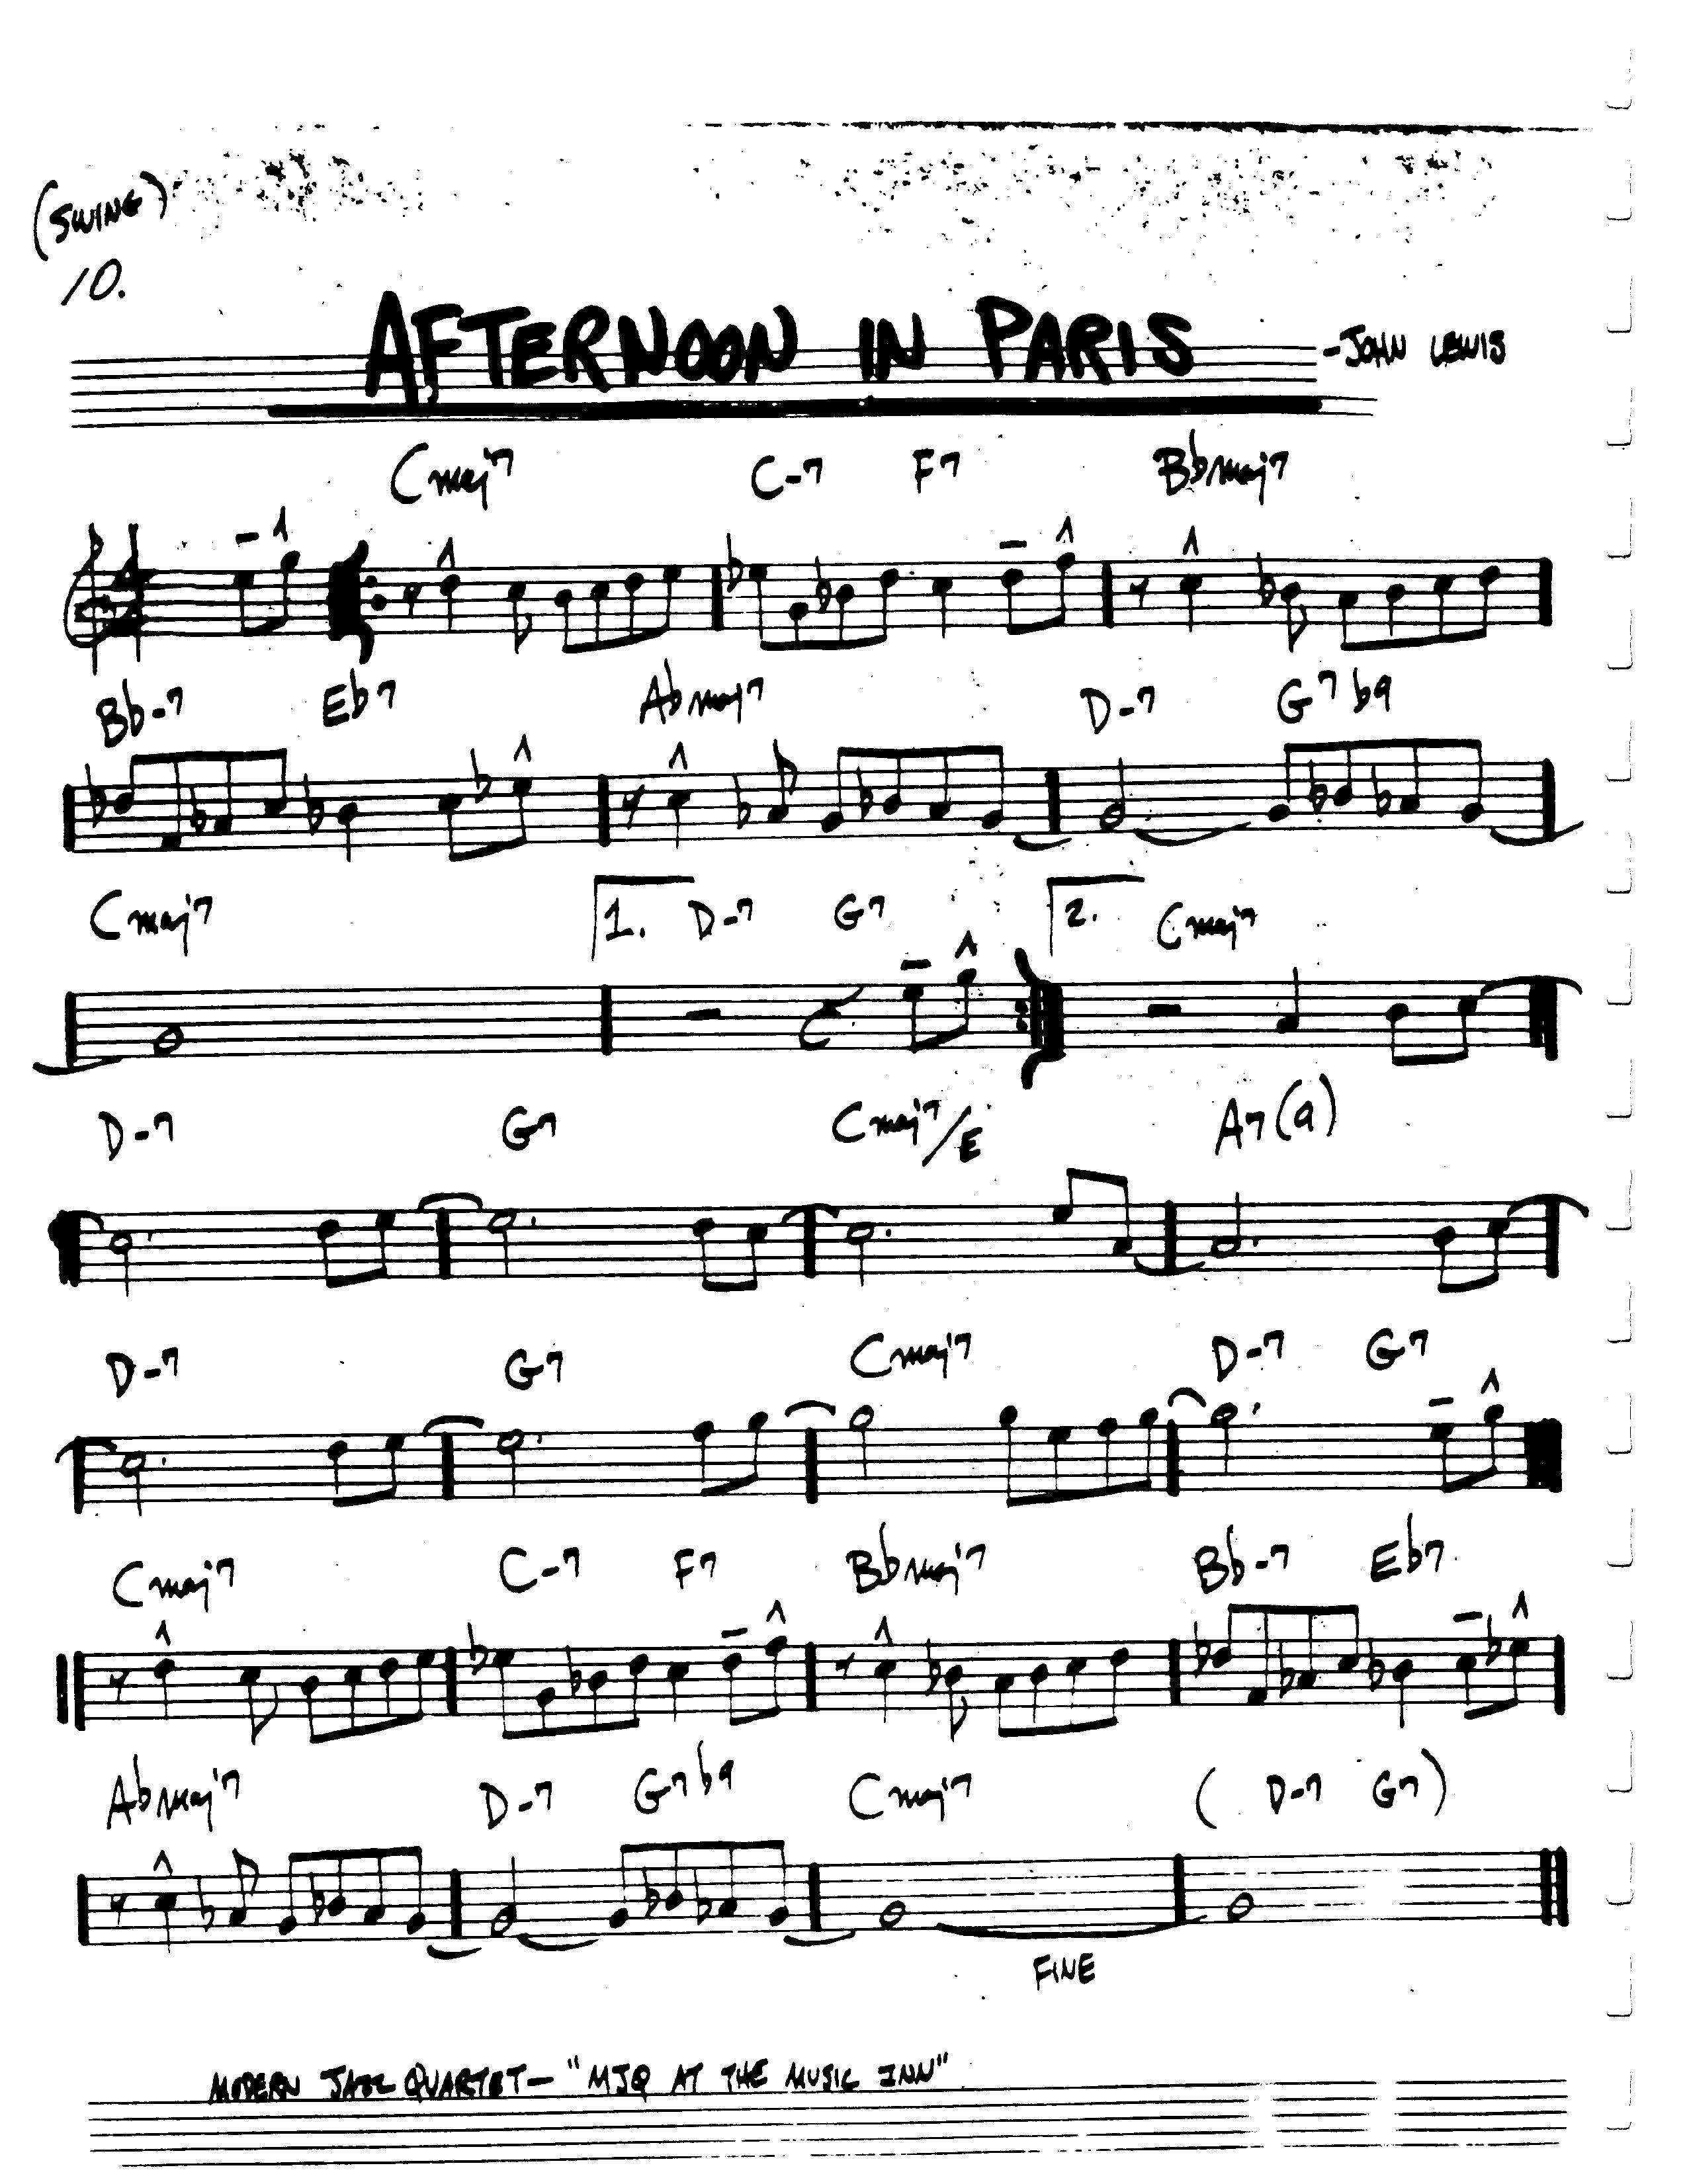 (SWING)
10.
AFTERNOON IN PARIS -JOHN LEWIS
Cmaj7 C-7 F7 Bbmaj7
Bb-7 Eb7 Abmaj7 D-7 G7b9
Cmaj7 1. D-7 G7 2. Cmaj7
D-7 G7 Cmaj7/E A7(9)
D-7 G7 Cmaj7 D-7 G7
Cmaj7 C-7 F7 Bbmaj7 Bb-7 Eb7
Abmaj7 D-7 G7b9 Cmaj7 ( D-7 G7)
FINE
MODERN JAZZ QUARTET- "MJQ AT THE MUSIC INN"